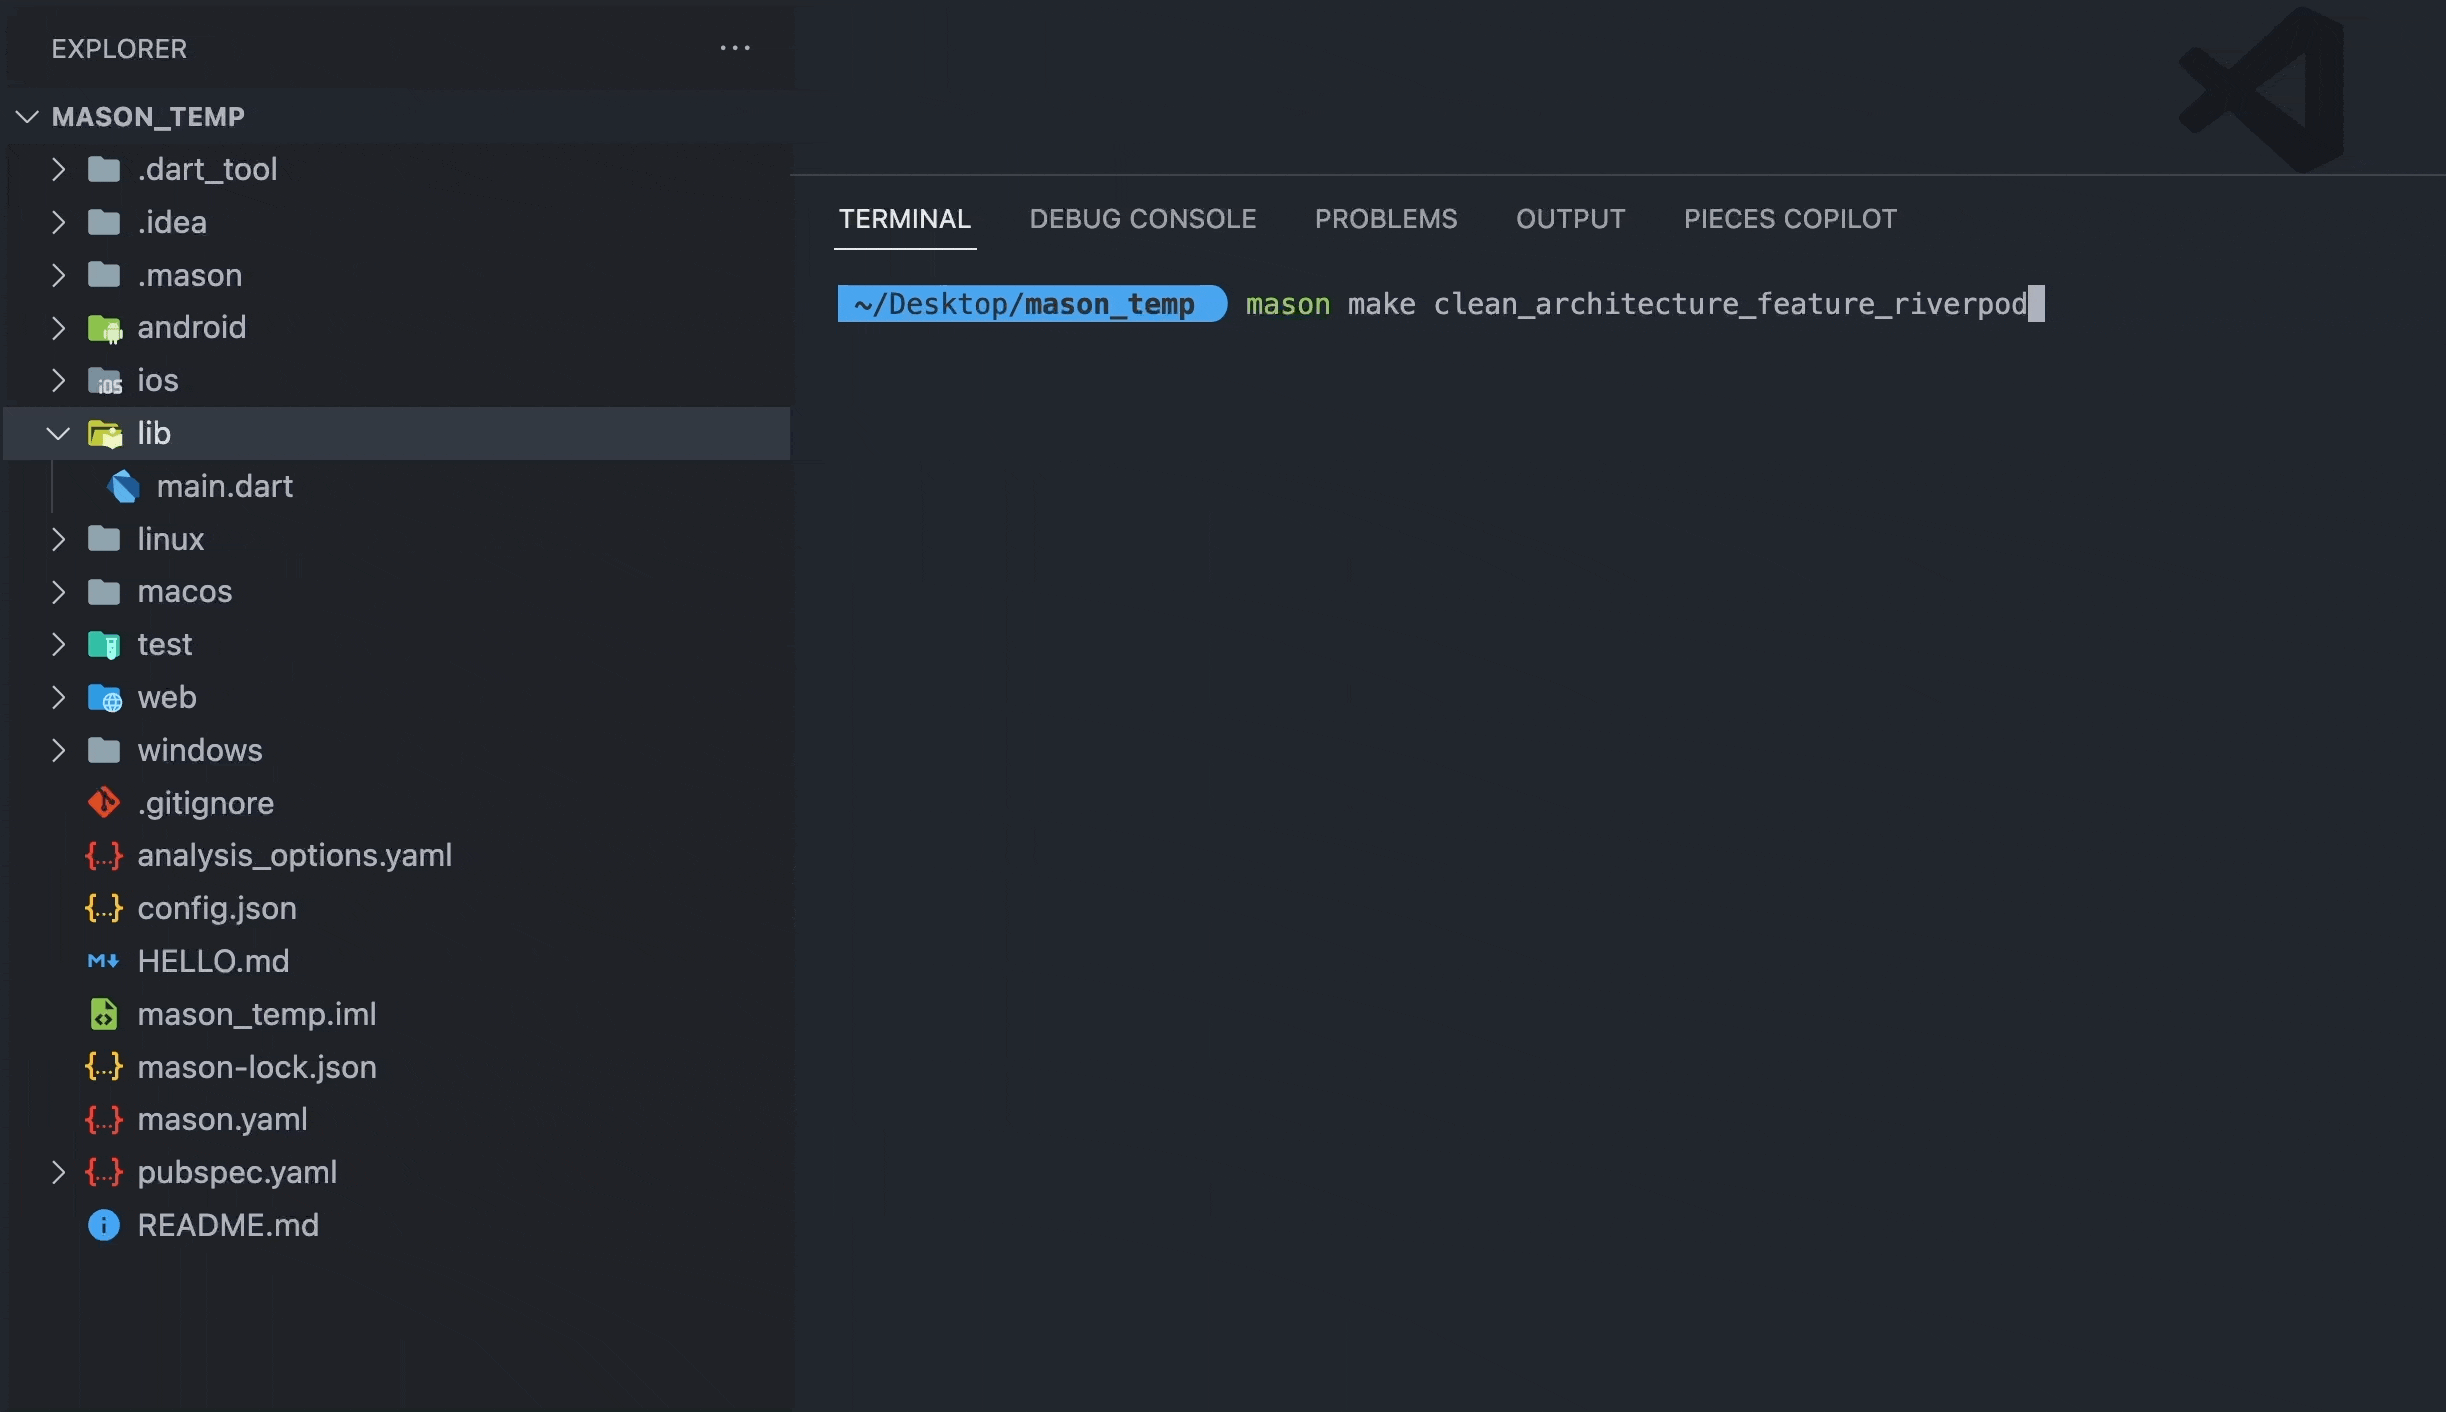 EXPLORER
MASON_TEMP
.dart_tool
.idea
.mason
android
ios
lib
main.dart
linux
macos
test
web
windows
.gitignore
analysis_options.yaml
config.json
HELLO.md
mason_temp.iml
mason-lock.json
mason.yaml
pubspec.yaml
README.md
TERMINAL DEBUG CONSOLE PROBLEMS OUTPUT PIECES COPILOT
~/Desktop/mason_temp mason make clean_architecture_feature_riverpod